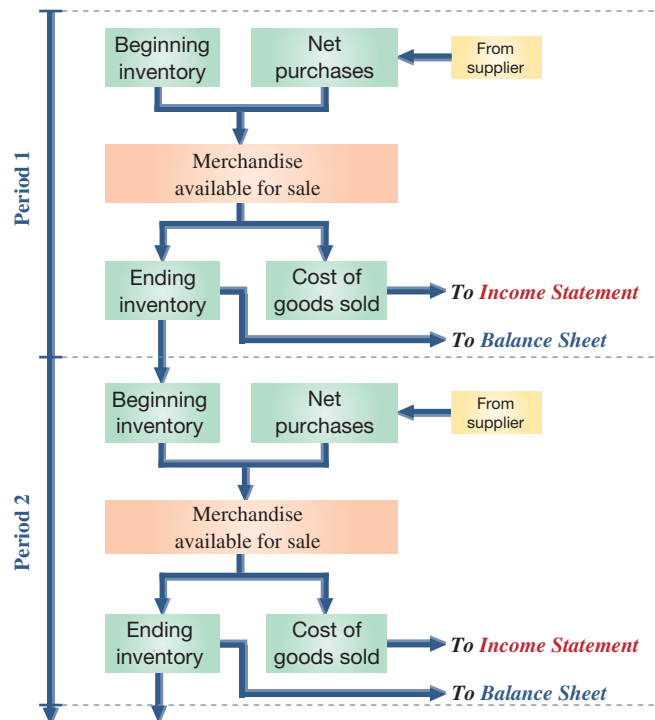 Period 1
Beginning
inventory
Net
purchases
From
supplier
Merchandise
available for sale
Ending
inventory
Cost of
goods sold
To Income Statement
To Balance Sheet
Period 2
Beginning
inventory
Net
purchases
From
supplier
Merchandise
available for sale
Ending
inventory
Cost of
goods sold
To Income Statement
To Balance Sheet